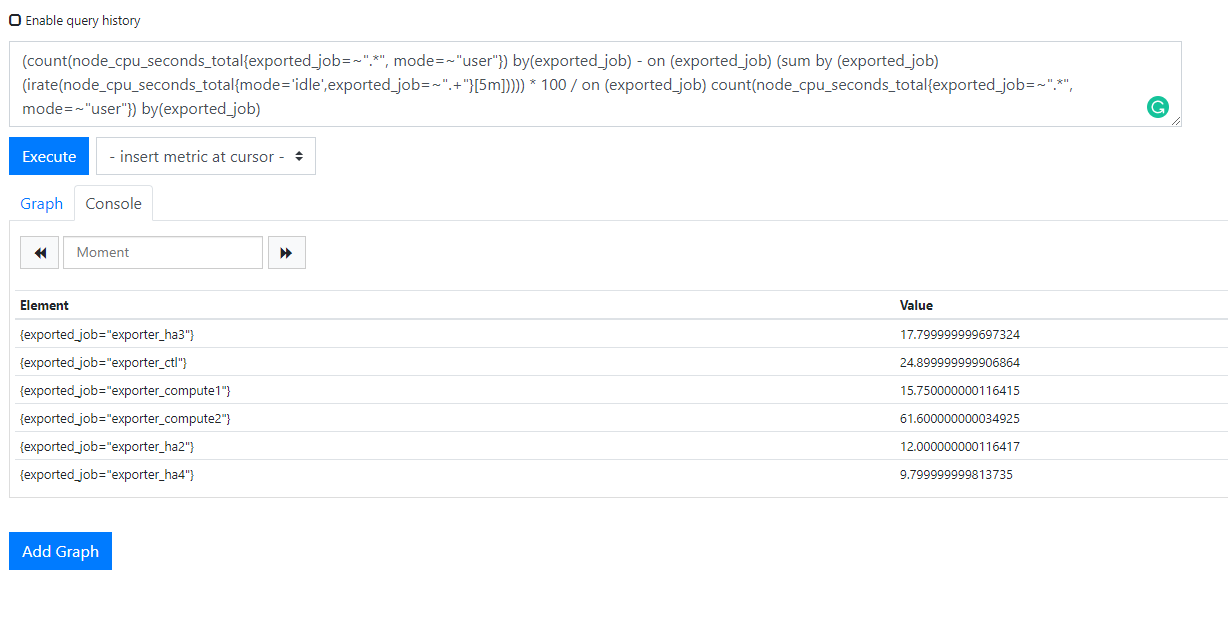 Enable query history
(count(node_cpu_seconds_total{exported_job=~".*", mode=~"user"}) by(exported_job) - on (exported_job) (sum by (exported_job)
(irate(node_cpu_seconds_total{mode='idle',exported_job=~".+"}[5m])))) * 100 / on (exported_job) count(node_cpu_seconds_total{exported_job=~".*",
mode=~"user"}) by(exported_job)
Execute - insert metric at cursor -
Graph Console
Moment
Element Value
{exported_job="exporter_ha3"} 17.799999999697324
{exported_job="exporter_ctl"} 24.899999999906864
{exported_job="exporter_compute1"} 15.750000000116415
{exported_job="exporter_compute2"} 61.600000000034925
{exported_job="exporter_ha2"} 12.000000000116417
{exported_job="exporter_ha4"} 9.799999999813735
Add Graph